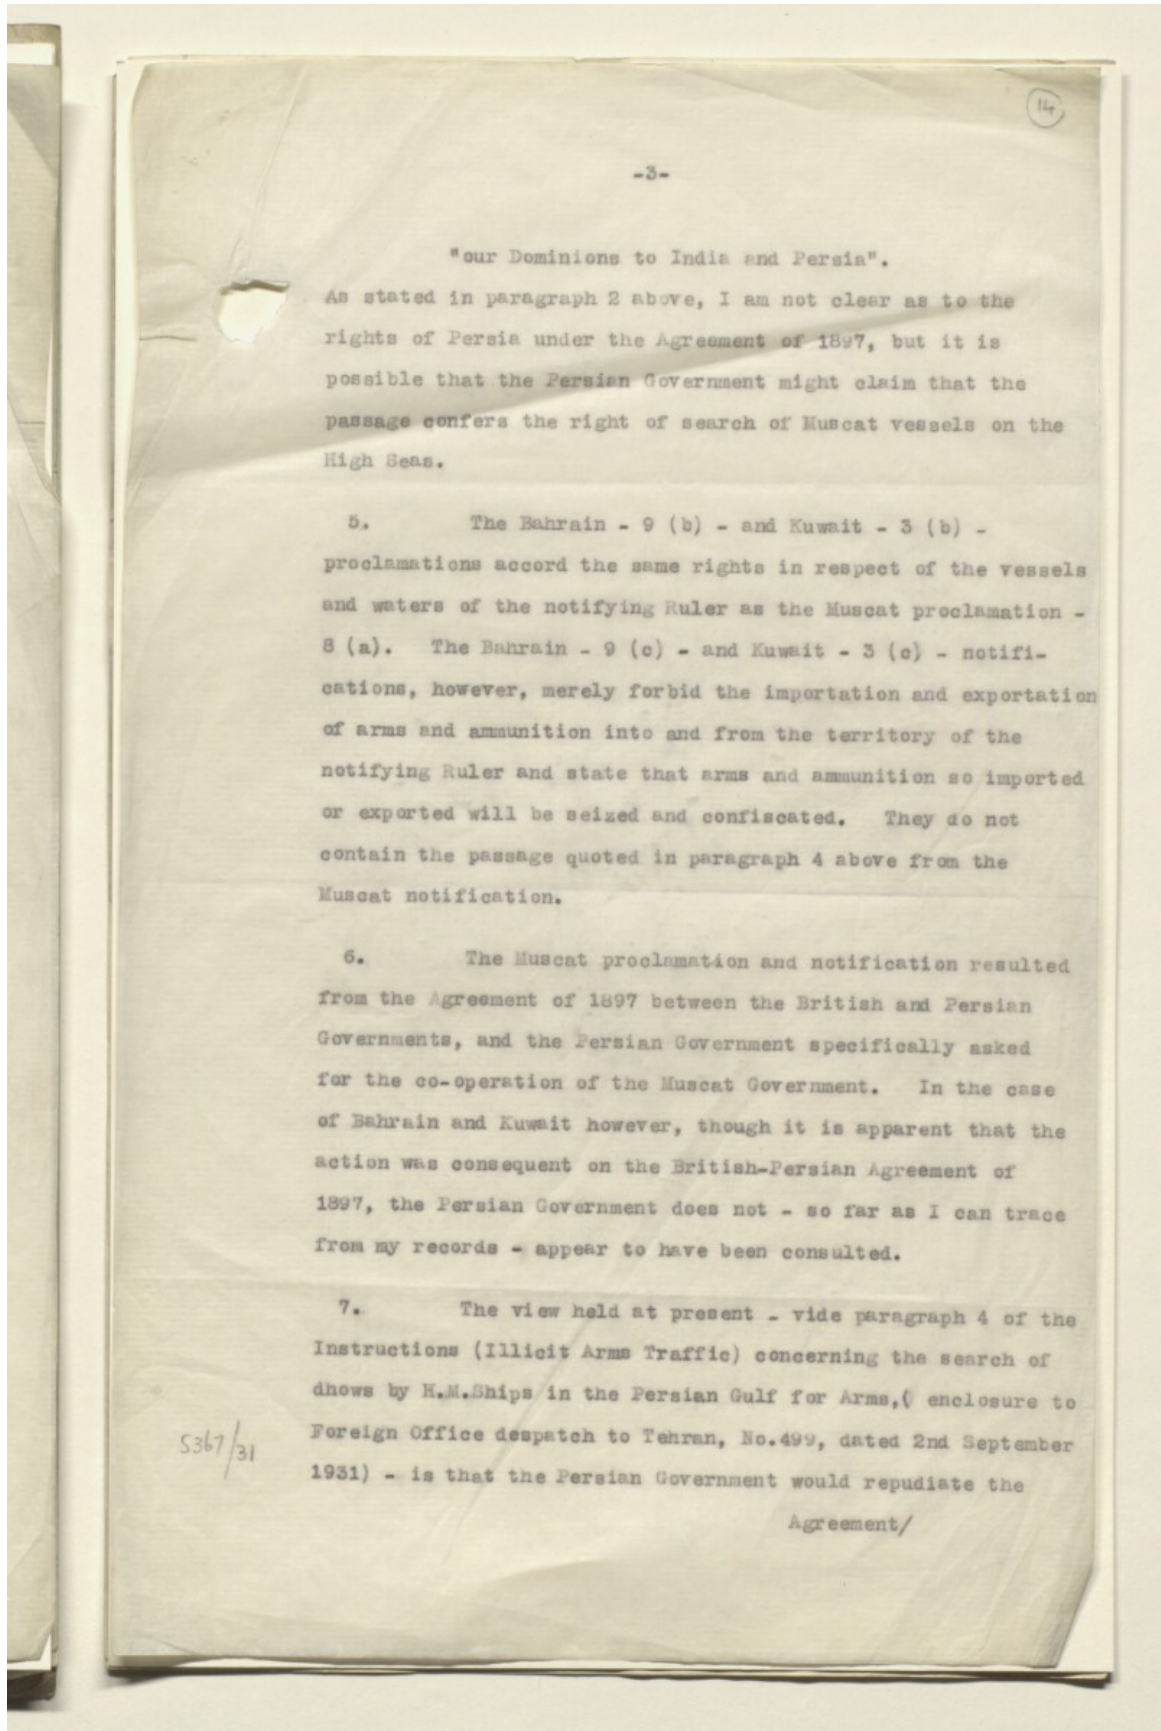 14
-3-
"our Dominions to India and Persia".
As stated in paragraph 2 above, I am not clear as to the
rights of Persia under the Agreement of 1897, but it is
possible that the Persian Government might claim that the
passage confers the right of search of Muscat vessels on the
High Seas.
5. The Bahrain - 9 (b) - and Kuwait - 3 (b) -
proclamations accord the same rights in respect of the vessels
and waters of the notifying Ruler as the Muscat proclamation -
8 (a). The Bahrain - 9 (c) - and Kuwait - 3 (c) - notifi-
cations, however, merely forbid the importation and exportation
of arms and ammunition into and from the territory of the
notifying Ruler and state that arms and ammunition so imported
or exported will be seized and confiscated. They do not
contain the passage quoted in paragraph 4 above from the
Muscat notification.
6. The Muscat proclamation and notification resulted
from the Agreement of 1897 between the British and Persian
Governments, and the Persian Government specifically asked
for the co-operation of the Muscat Government. In the case
of Bahrain and Kuwait however, though it is apparent that the
action was consequent on the British-Persian Agreement of
1897, the Persian Government does not - so far as I can trace
from my records - appear to have been consulted.
7. The view held at present - vide paragraph 4 of the
Instructions (Illicit Arms Traffic) concerning the search of
dhows by H.M.Ships in the Persian Gulf for Arms,( enclosure to
Foreign Office despatch to Tehran, No.499, dated 2nd September
5367/31
1931) - is that the Persian Government would repudiate the
Agreement/